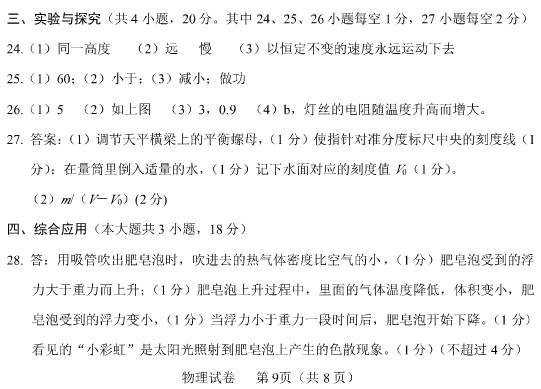 三、实验与探究（共 4 小题，20 分。其中 24、25、26 小题每空 1 分，27 小题每空 2 分）
24.（1）同一高度 （2）远 慢 （3）以恒定不变的速度永远运动下去
25.（1）60；（2）小于；（3）减小；做功
26.（1）5 （2）如上图 （3）3，0.9 （4）b，灯丝的电阻随温度升高而增大。
27. 答案：（1）调节天平横梁上的平衡螺母，（1 分）使指针对准分度标尺中央的刻度线（1
分）；在量筒里倒入适量的水，（1 分）记下水面对应的刻度值 V₀（1 分）。
（2）m/（V－V₀）(2 分)
四、综合应用（本大题共 3 小题，18 分）
28. 答：用吸管吹出肥皂泡时，吹进去的热气体密度比空气的小，（1 分）肥皂泡受到的浮
力大于重力而上升；（1 分）肥皂泡上升过程中，里面的气体温度降低，体积变小，肥
皂泡受到的浮力变小，（1 分）当浮力小于重力一段时间后，肥皂泡开始下降。（1 分）
看见的“小彩虹”是太阳光照射到肥皂泡上产生的色散现象。（1 分）（不超过 4 分）
物理试卷 第 9页（共 8 页）